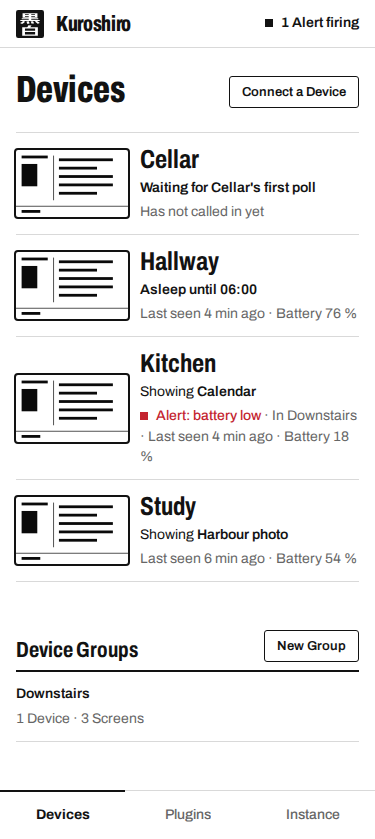 黒白
Kuroshiro
1 Alert firing
Devices
Connect a Device
Cellar
Waiting for Cellar's first poll
Has not called in yet
Hallway
Asleep until 06:00
Last seen 4 min ago · Battery 76 %
Kitchen
Showing Calendar
Alert: battery low · In Downstairs
· Last seen 4 min ago · Battery 18
%
Study
Showing Harbour photo
Last seen 6 min ago · Battery 54 %
Device Groups
New Group
Downstairs
1 Device · 3 Screens
Devices
Plugins
Instance